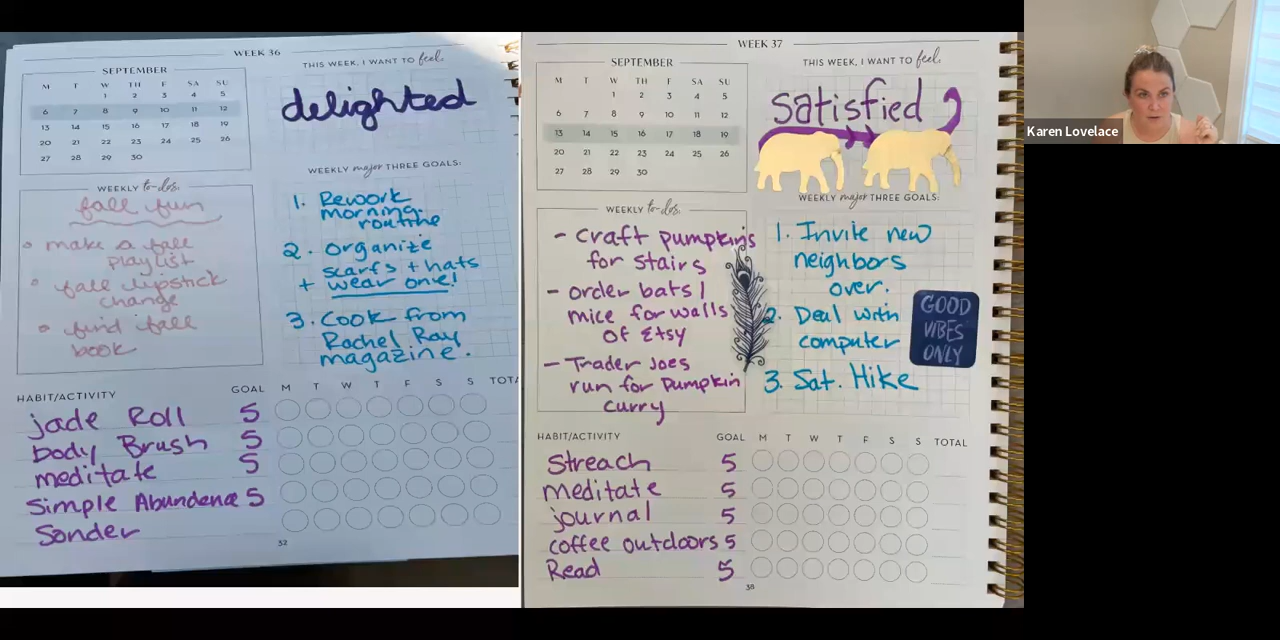 WEEK 36
SEPTEMBER
M T W TH F SA SU
1 2 3 4 5
6 7 8 9 10 11 12
13 14 15 16 17 18 19
20 21 22 23 24 25 26
27 28 29 30
THIS WEEK, I WANT TO feel,
delighted
WEEKLY to-dos,
fall fun
make a fall
playlist
fall lipstick
change
find fall
book
WEEKLY major THREE GOALS:
1. Rework
morning
routine
2. organize
scarfs + hats
+ wear one!
3. Cook from
Rachel Ray
magazine.
HABIT/ACTIVITY GOAL M T W T F S S TOTA
jade Roll 5
body Brush 5
meditate 5
Simple Abundance 5
Sonder
32
WEEK 37
SEPTEMBER
M T W TH F SA SU
1 2 3 4 5
6 7 8 9 10 11 12
13 14 15 16 17 18 19
20 21 22 23 24 25 26
27 28 29 30
THIS WEEK, I WANT TO feel,
satisfied
WEEKLY to-dos,
- craft pumpkins
for stairs
- order bats/
mice for walls
of Etsy
- Trader Joes
run for pumpkin
curry
WEEKLY major THREE GOALS:
1. Invite new
neighbors
over.
2. Deal with
computer
3. Sat. Hike
GOOD
VIBES
ONLY
HABIT/ACTIVITY GOAL M T W T F S S TOTAL
Streach 5
meditate 5
journal 5
coffee outdoors 5
Read 5
38
Karen Lovelace